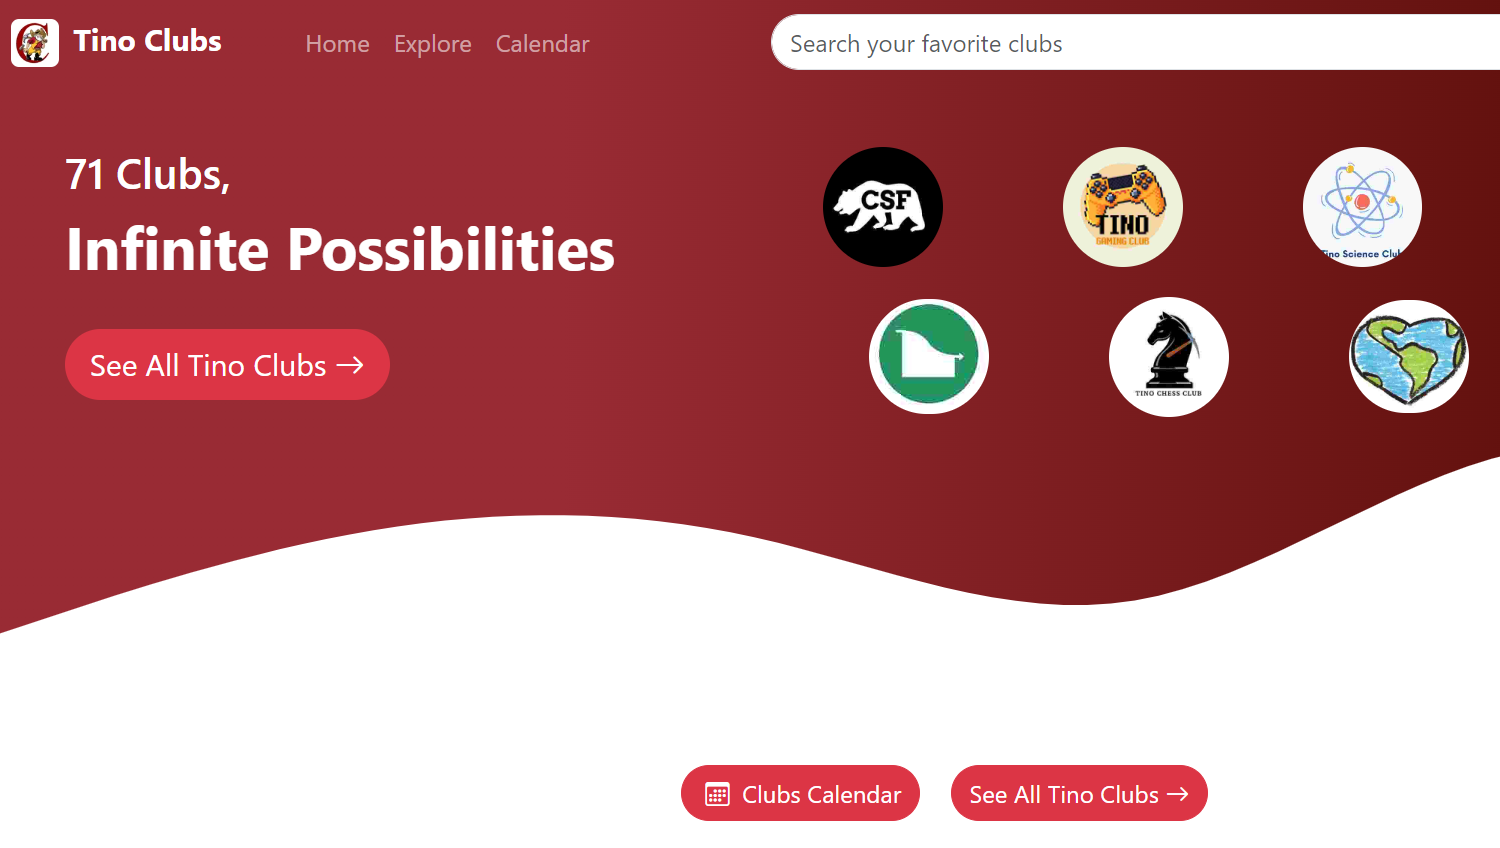 Tino Clubs
Home Explore Calendar
Search your favorite clubs
71 Clubs,
Infinite Possibilities
See All Tino Clubs →
CSF
1
TINO
GAMING CLUB
Tino Science Club
TINO CHESS CLUB
Clubs Calendar
See All Tino Clubs →